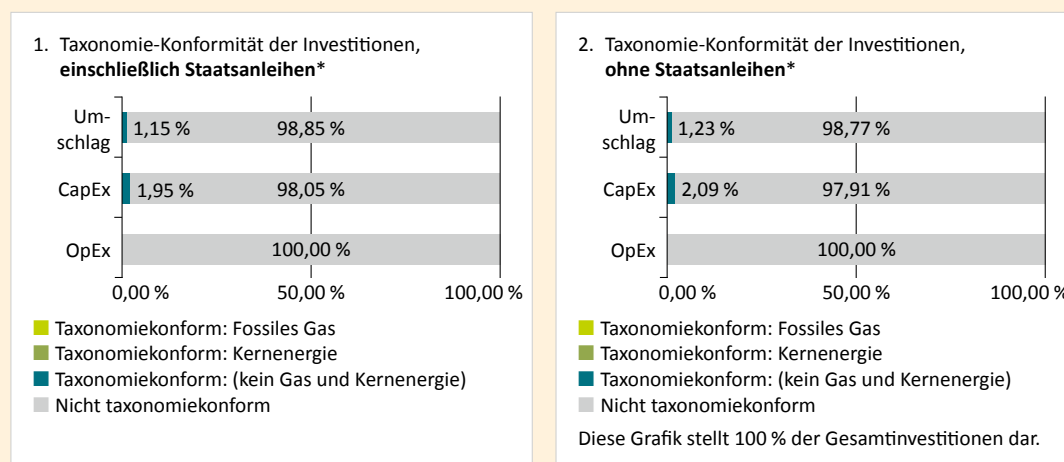 1. Taxonomie-Konformität der Investitionen,
einschließlich Staatsanleihen*
Um-
schlag
1,15 % 98,85 %
CapEx 1,95 % 98,05 %
OpEx 100,00 %
0,00 % 50,00 % 100,00 %
Taxonomiekonform: Fossiles Gas
Taxonomiekonform: Kernenergie
Taxonomiekonform: (kein Gas und Kernenergie)
Nicht taxonomiekonform
2. Taxonomie-Konformität der Investitionen,
ohne Staatsanleihen*
Um-
schlag
1,23 % 98,77 %
CapEx 2,09 % 97,91 %
OpEx 100,00 %
0,00 % 50,00 % 100,00 %
Taxonomiekonform: Fossiles Gas
Taxonomiekonform: Kernenergie
Taxonomiekonform: (kein Gas und Kernenergie)
Nicht taxonomiekonform
Diese Grafik stellt 100 % der Gesamtinvestitionen dar.